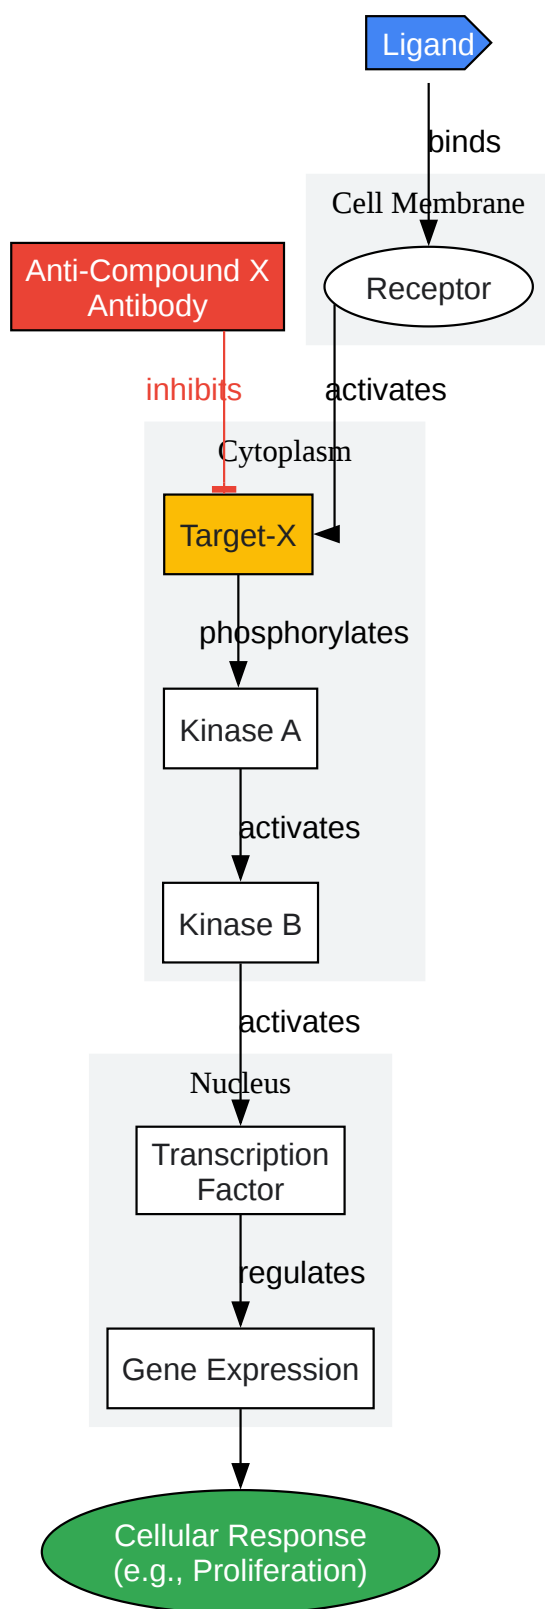 Ligand
binds
Cell Membrane
Anti-Compound X
Antibody
Receptor
inhibits
activates
Cytoplasm
Target-X
phosphorylates
Kinase A
activates
Kinase B
activates
Nucleus
Transcription
Factor
regulates
Gene Expression
Cellular Response
(e.g., Proliferation)